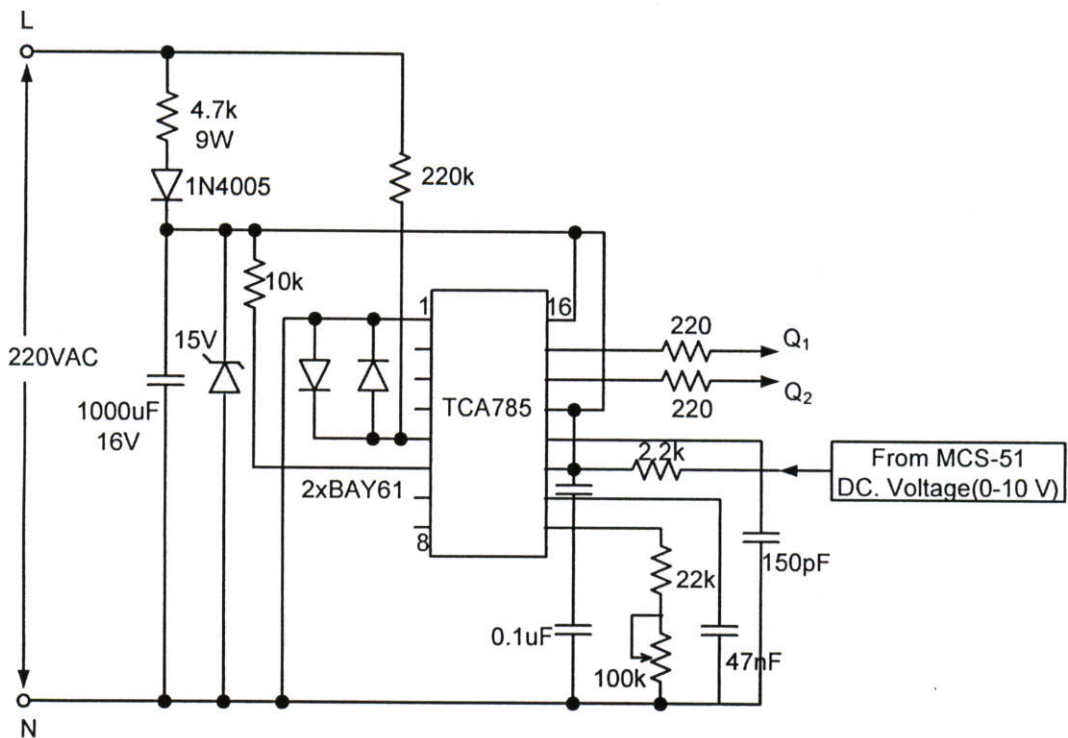 L
4.7k
9W
1N4005
220k
10k
1
16
15V
220
Q1
220VAC
1000uF
16V
TCA785
220
Q2
2.2k
From MCS-51
DC. Voltage(0-10 V)
2xBAY61
8
150pF
22k
0.1uF
100k
47nF
N